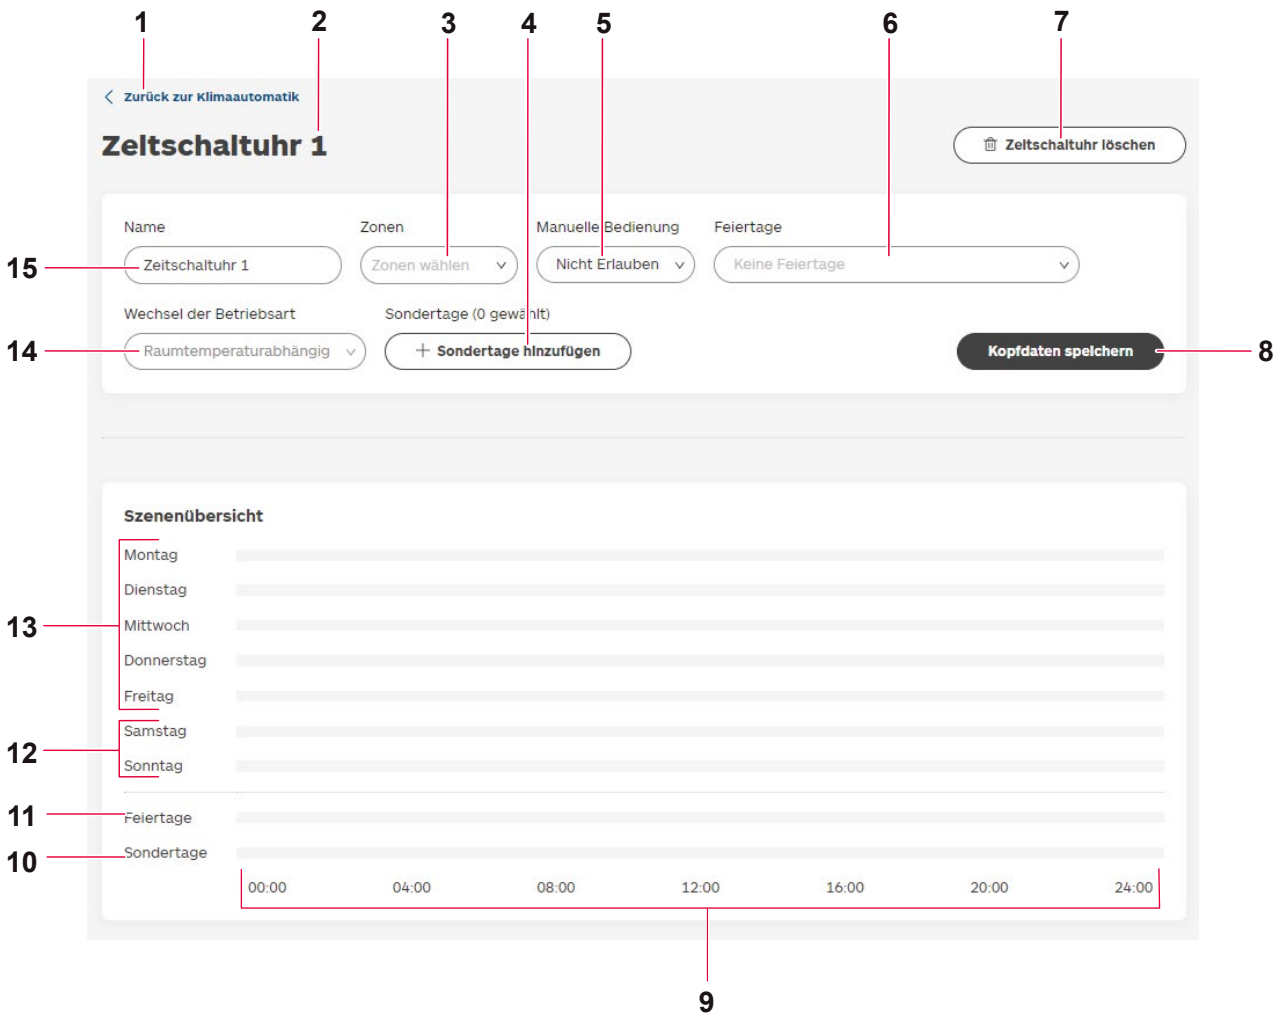 1 2 3 4 5 6 7
Zurück zur Klimaautomatik
Zeitschaltuhr 1
Zeitschaltuhr löschen
Name Zonen Manuelle Bedienung Feiertage
15 Zeitschaltuhr 1 Zonen wählen Nicht Erlauben Keine Feiertage
Wechsel der Betriebsart Sondertage (0 gewählt)
14 Raumtemperaturabhängig + Sondertage hinzufügen Kopfdaten speichern 8
Szenenübersicht
Montag
Dienstag
13 Mittwoch
Donnerstag
Freitag
Samstag
12
Sonntag
11 Feiertage
10 Sondertage
00:00 04:00 08:00 12:00 16:00 20:00 24:00
9